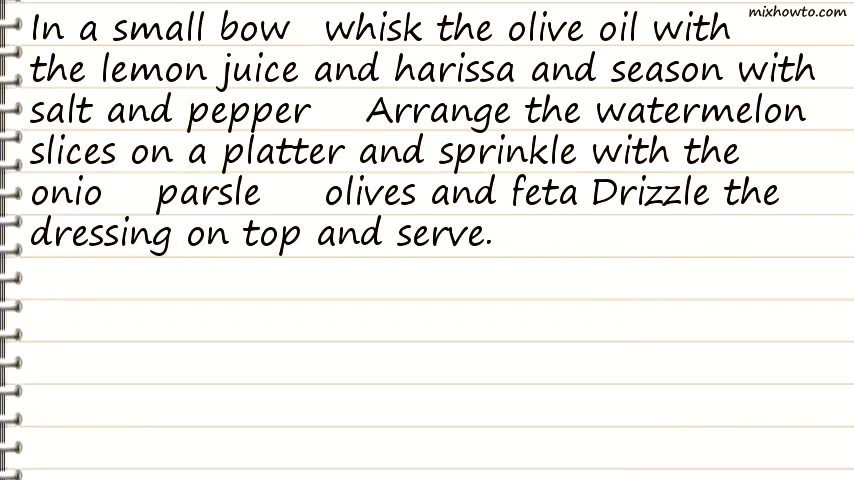 mixhowto.com
In a small bow whisk the olive oil with
the lemon juice and harissa and season with
salt and pepper Arrange the watermelon
slices on a platter and sprinkle with the
onio parsle olives and feta Drizzle the
dressing on top and serve.